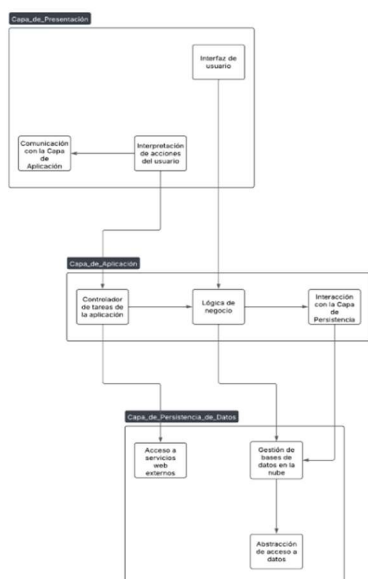 Capa_de_Presentación
Interfaz de
usuario
Comunicación
con la Capa
de
Aplicación
Interpretación
de acciones
del usuario
Capa_de_Aplicación
Controlador
de tareas de
la aplicación
Lógica de
negocio
Interacción
con la Capa
de
Persistencia
Capa_de_Persistencia_de_Datos
Acceso a
servicios
web
externos
Gestión de
bases de
datos en la
nube
Abstracción
de acceso a
datos